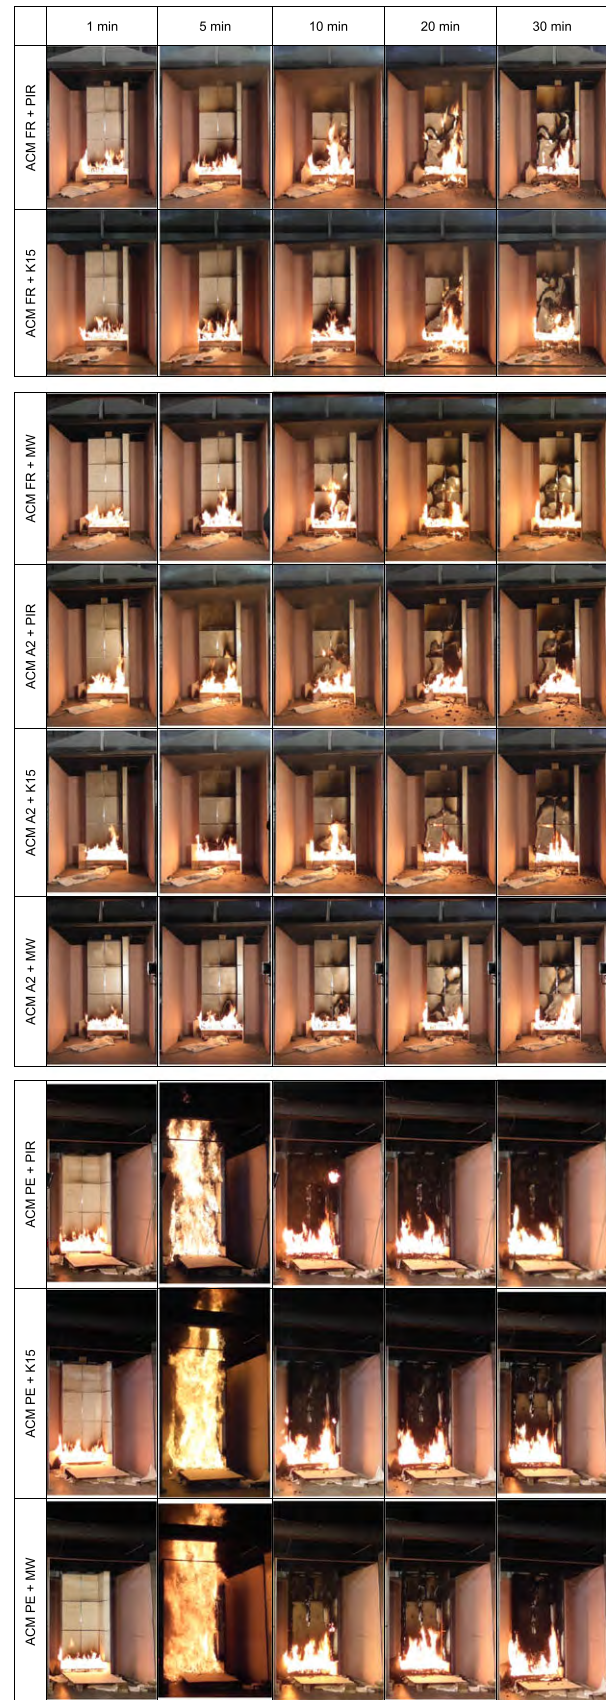 1 min 5 min 10 min 20 min 30 min
ACM FR + PIR
ACM FR + K15
ACM FR + MW
ACM A2 + PIR
ACM A2 + K15
ACM A2 + MW
ACM PE + PIR
ACM PE + K15
ACM PE + MW